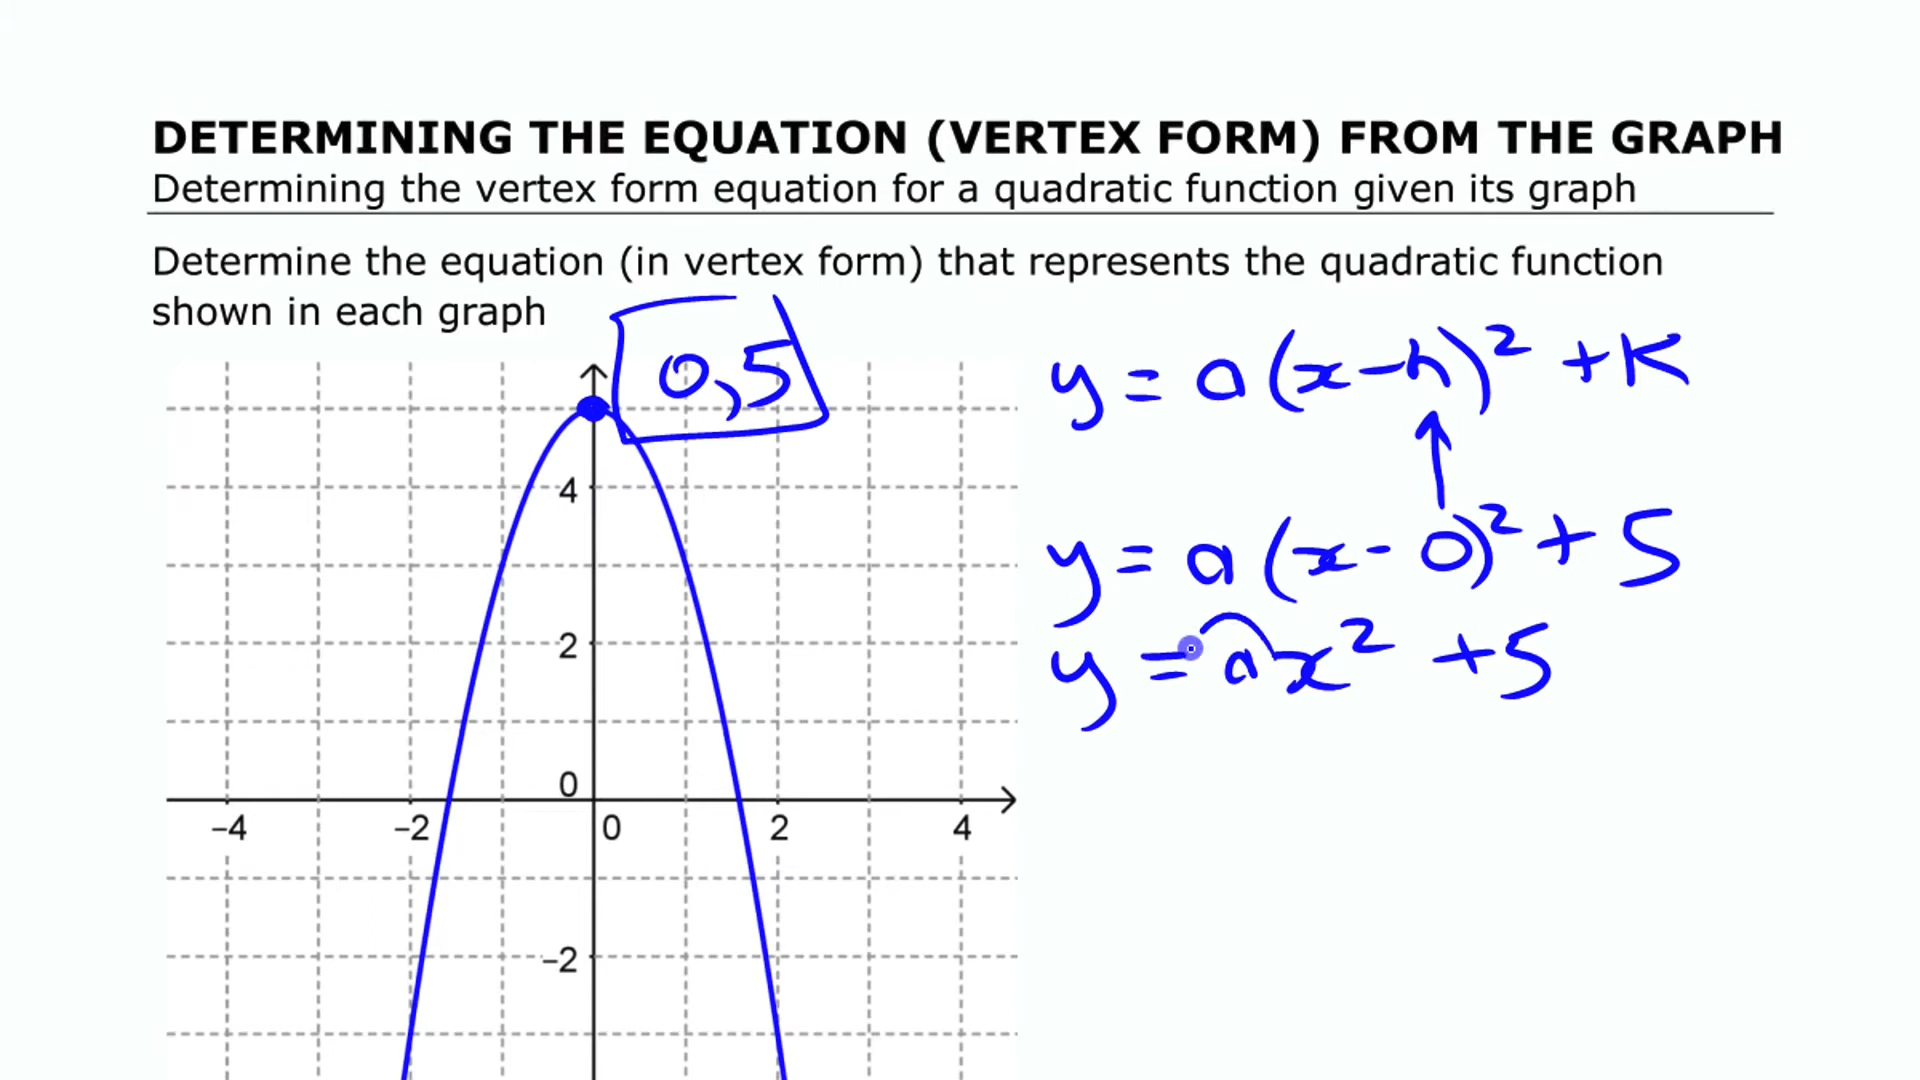 DETERMINING THE EQUATION (VERTEX FORM) FROM THE GRAPH
Determining the vertex form equation for a quadratic function given its graph
Determine the equation (in vertex form) that represents the quadratic function
shown in each graph
0,5
y = a(x-h)² + K
y = a(x-0)² + 5
y = ax² + 5
4
2
0
-4 -2 0 2 4
-2